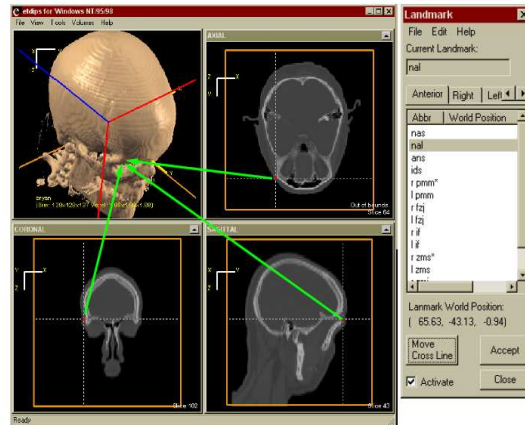 etdips for Windows NT 95/98
File View Tools Volumes Help
AXIAL
Out of bounds
Slice 64
bryan
CORONAL
Slice 102
SAGITTAL
Slice 43
Ready
Landmark
File Edit Help
Current Landmark:
nal
Anterior Right Left
Abbr World Position
nas
nal
ans
ids
r pmm*
l pmm
r fzj
l fzj
r if
l if
r zms*
l zms
Lanmark World Position:
( 65.63, -43.13, -0.94)
Move
Cross Line
Accept
Activate
Close